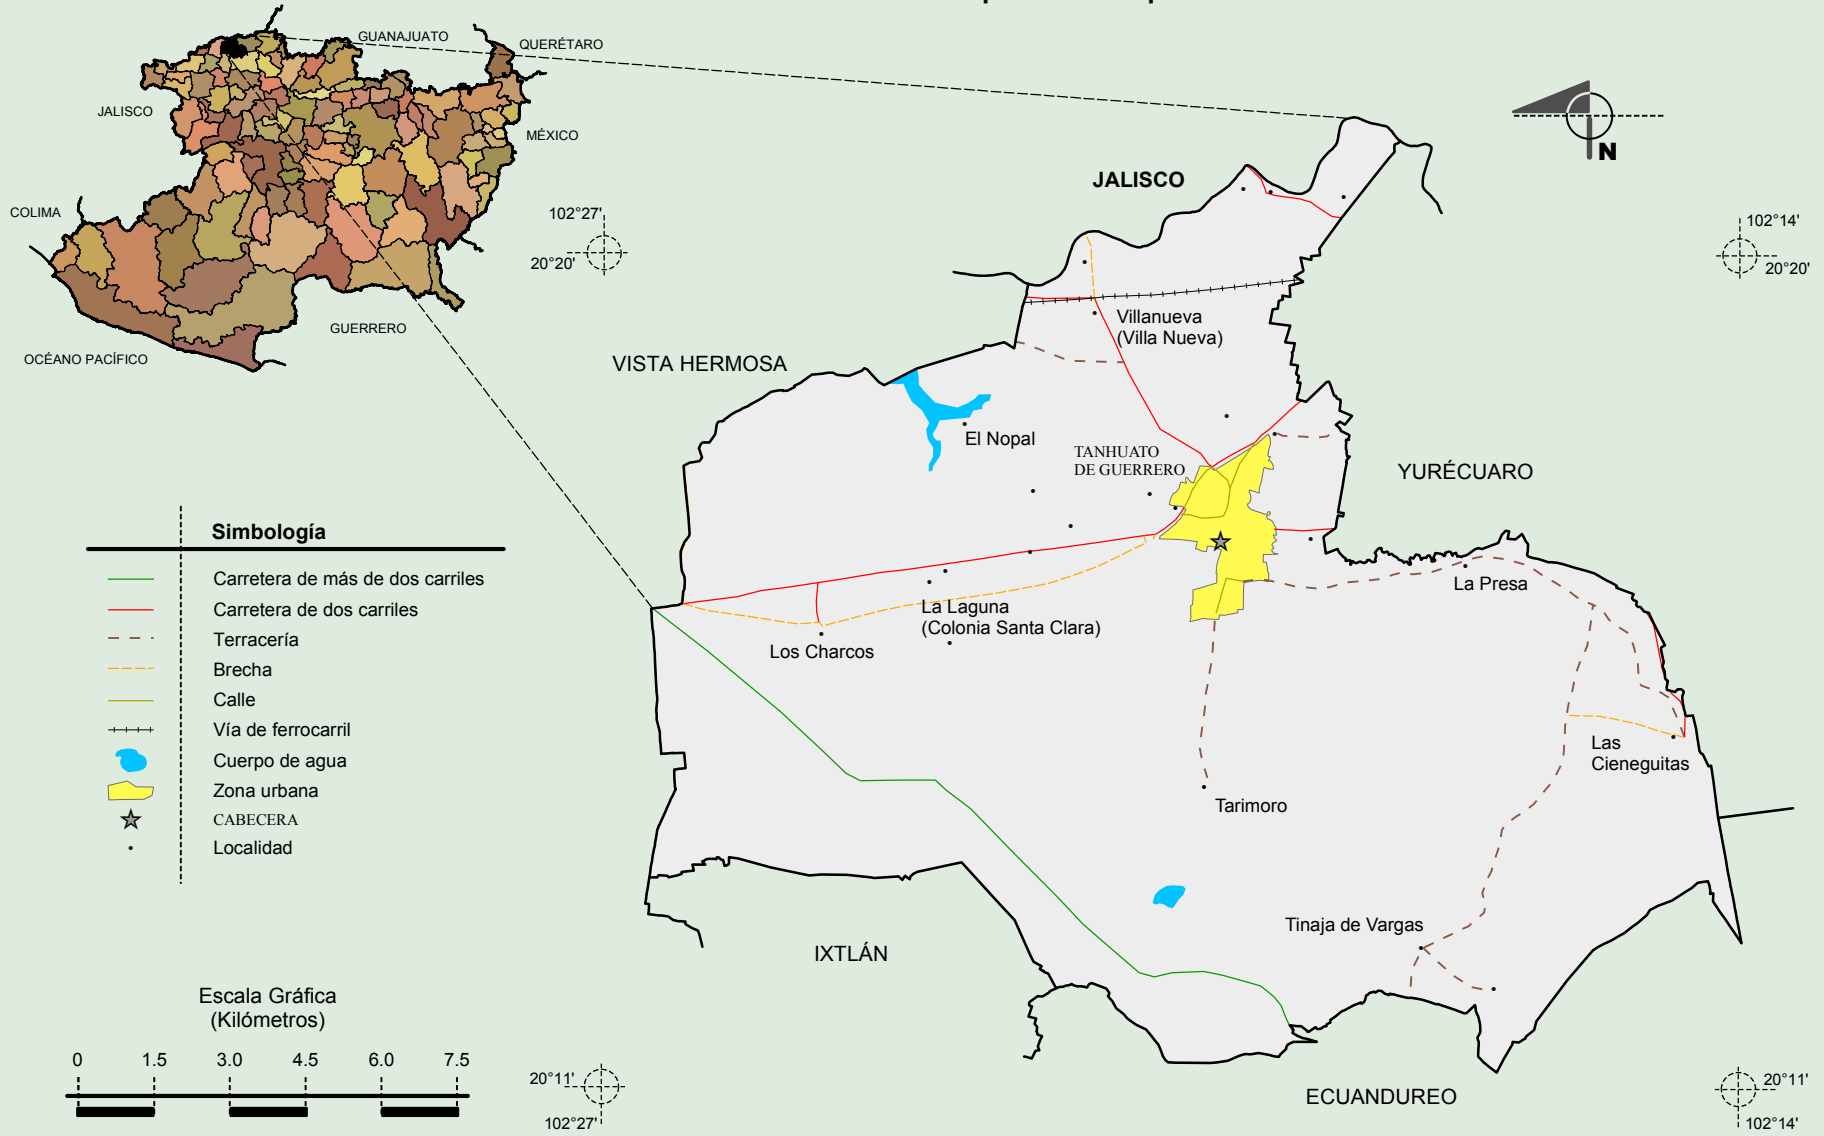 GUANAJUATO
QUERÉTARO
JALISCO
MÉXICO
COLIMA
GUERRERO
OCÉANO PACÍFICO
N
102°27'
20°20'
102°14'
20°20'
JALISCO
Villanueva
(Villa Nueva)
VISTA HERMOSA
El Nopal
TANHUATO
DE GUERRERO
YURÉCUARO
La Presa
La Laguna
(Colonia Santa Clara)
Los Charcos
Las
Cieneguitas
Tarimoro
Tinaja de Vargas
IXTLÁN
ECUANDUREO
Simbología
Carretera de más de dos carriles
Carretera de dos carriles
Terracería
Brecha
Calle
Vía de ferrocarril
Cuerpo de agua
Zona urbana
CABECERA
Localidad
Escala Gráfica
(Kilómetros)
0 1.5 3.0 4.5 6.0 7.5
20°11'
102°27'
20°11'
102°14'